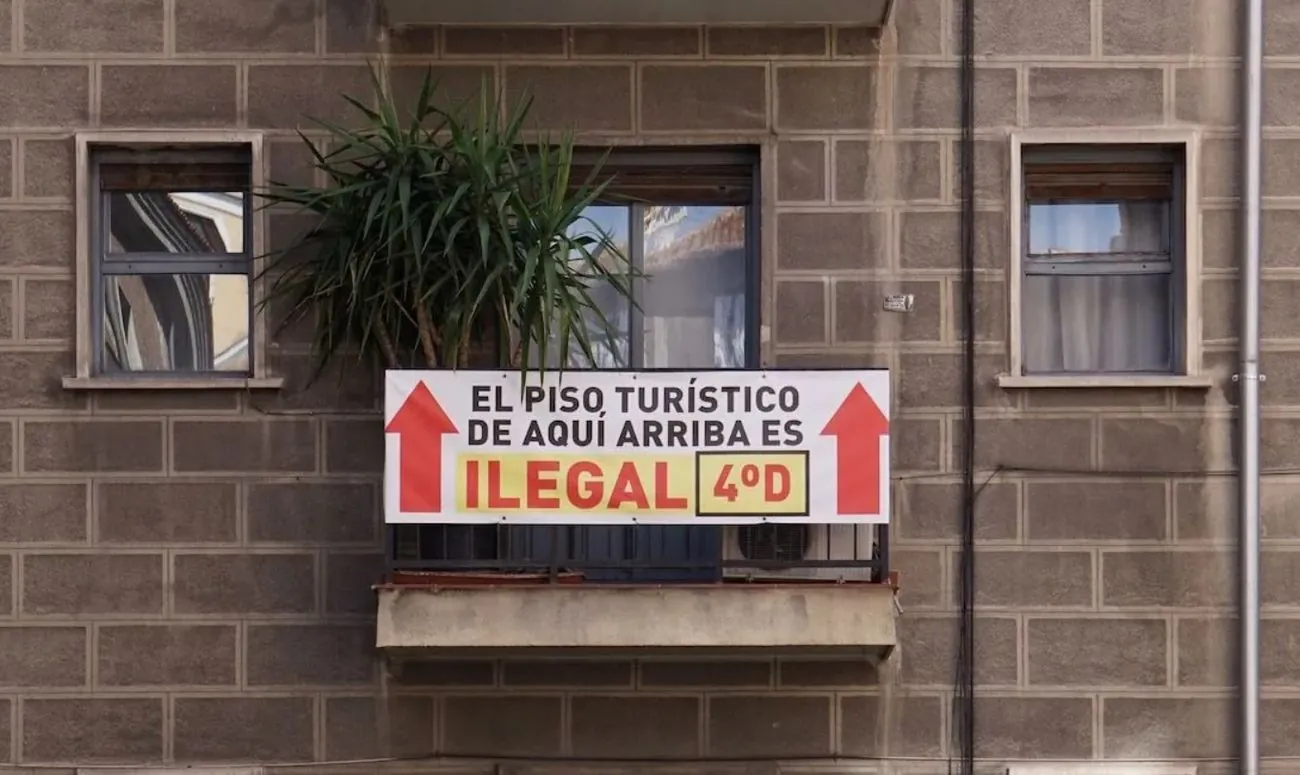 EL PISO TURÍSTICO
DE AQUÍ ARRIBA ES
ILEGAL 4ºD